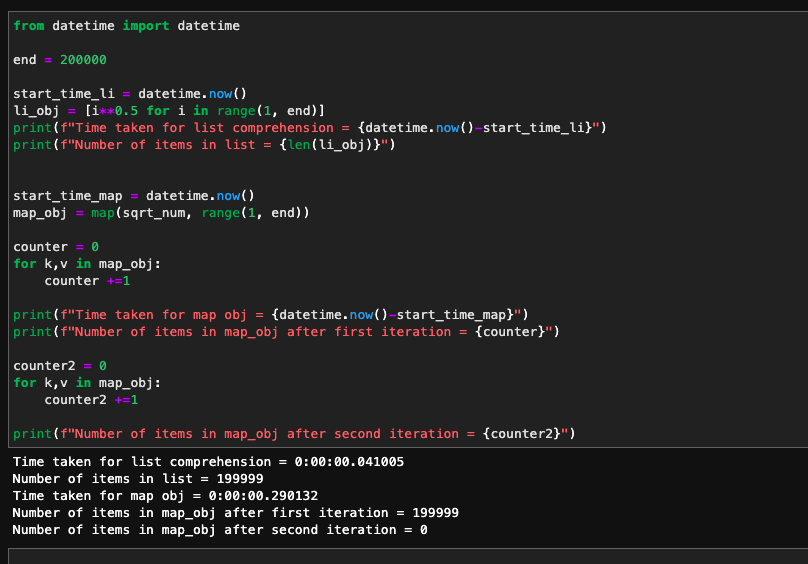 from datetime import datetime
end = 200000
start_time_li = datetime.now()
li_obj = [i**0.5 for i in range(1, end)]
print(f"Time taken for list comprehension = {datetime.now()-start_time_li}")
print(f"Number of items in list = {len(li_obj)}")
start_time_map = datetime.now()
map_obj = map(sqrt_num, range(1, end))
counter = 0
for k,v in map_obj:
    counter +=1
print(f"Time taken for map obj = {datetime.now()-start_time_map}")
print(f"Number of items in map_obj after first iteration = {counter}")
counter2 = 0
for k,v in map_obj:
    counter2 +=1
print(f"Number of items in map_obj after second iteration = {counter2}")
Time taken for list comprehension = 0:00:00.041005
Number of items in list = 199999
Time taken for map obj = 0:00:00.290132
Number of items in map_obj after first iteration = 199999
Number of items in map_obj after second iteration = 0